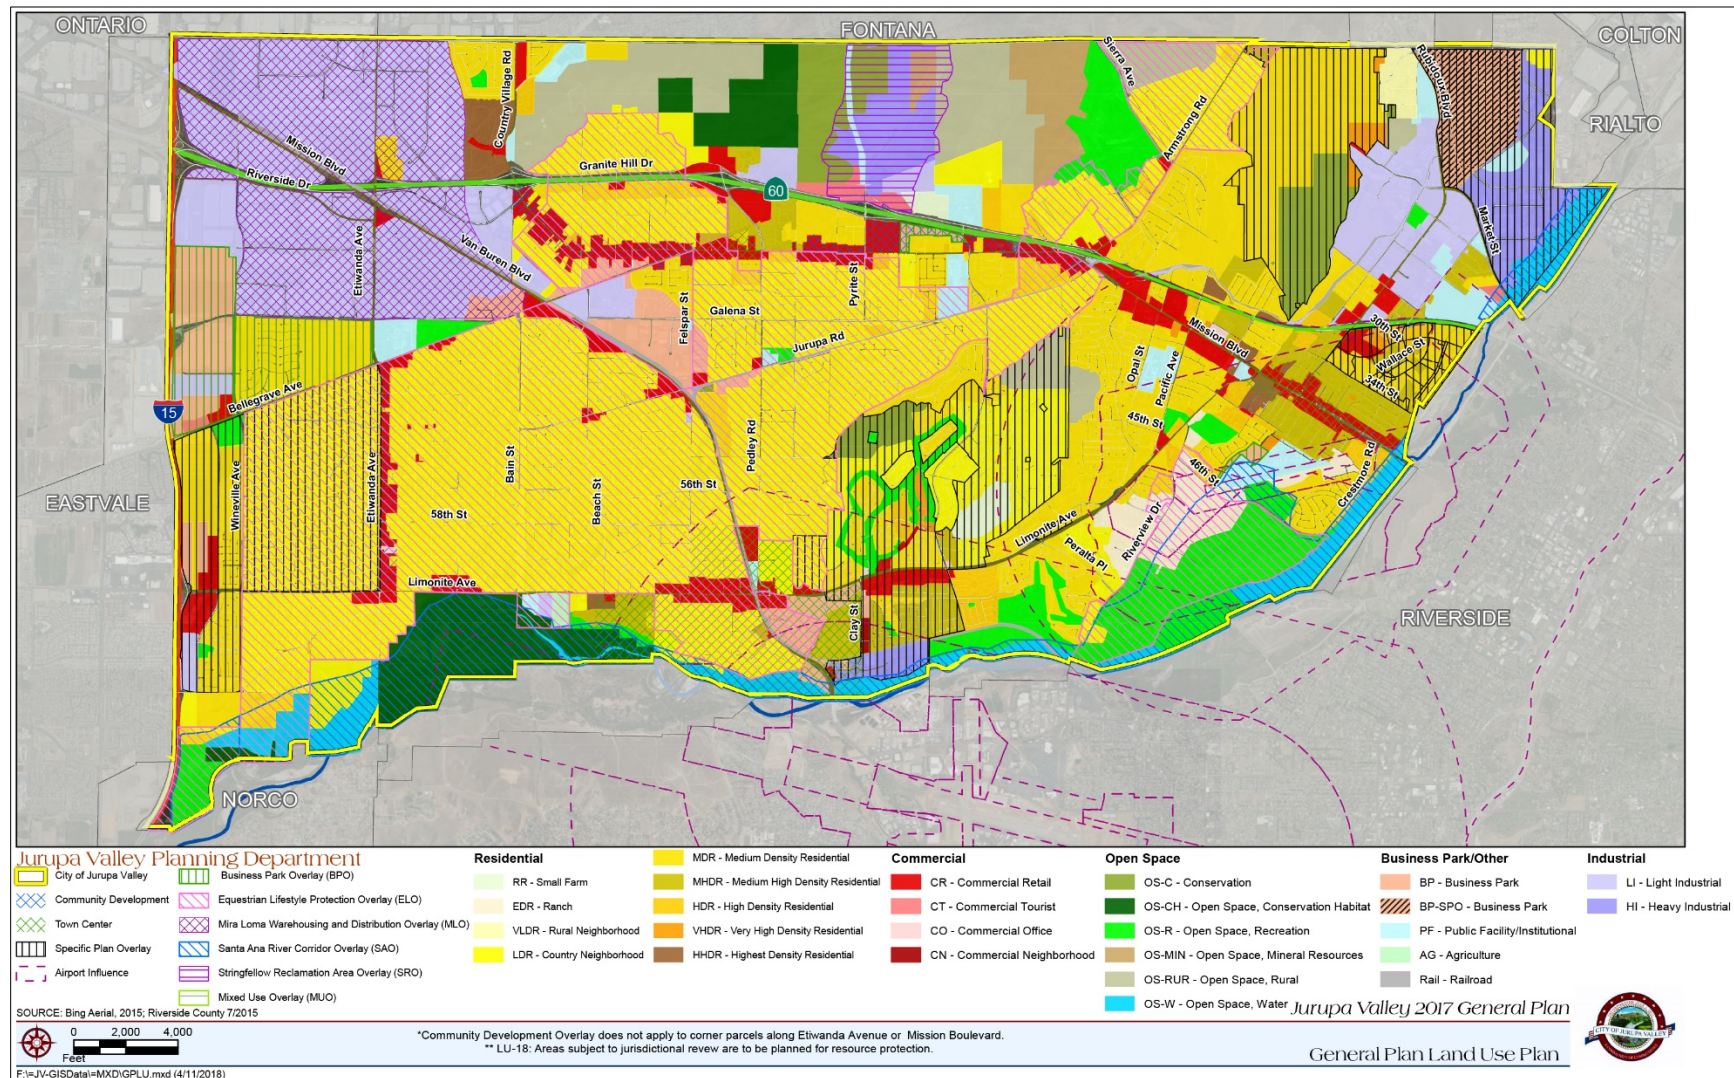 ONTARIO
FONTANA
COLTON
RIALTO
EASTVALE
RIVERSIDE
NORCO
Country Village Rd
Sierra Ave
Rubidoux Blvd
Armstrong Rd
Mission Blvd
Riverside Dr
Granite Hill Dr
60
Etiwanda Ave
Van Buren Blvd
Market St
Pyrite St
Felspar St
Galena St
Jurupa Rd
Mission Blvd
30th St
Wallace St
34th St
Opal St
Pacific Ave
15
Bellegrave Ave
45th St
46th St
Crestmore Rd
Wineville Ave
Etiwanda Ave
Bain St
Beach St
Pedley Rd
56th St
58th St
Limonite Ave
Riverview Dr
Peralta Pl
Limonite Ave
Clay St
Jurupa Valley Planning Department
City of Jurupa Valley
Community Development
Town Center
Specific Plan Overlay
Airport Influence
Business Park Overlay (BPO)
Equestrian Lifestyle Protection Overlay (ELO)
Mira Loma Warehousing and Distribution Overlay (MLO)
Santa Ana River Corridor Overlay (SAO)
Stringfellow Reclamation Area Overlay (SRO)
Mixed Use Overlay (MUO)
Residential
RR - Small Farm
EDR - Ranch
VLDR - Rural Neighborhood
LDR - Country Neighborhood
MDR - Medium Density Residential
MHDR - Medium High Density Residential
HDR - High Density Residential
VHDR - Very High Density Residential
HHDR - Highest Density Residential
Commercial
CR - Commercial Retail
CT - Commercial Tourist
CO - Commercial Office
CN - Commercial Neighborhood
Open Space
OS-C - Conservation
OS-CH - Open Space, Conservation Habitat
OS-R - Open Space, Recreation
OS-MIN - Open Space, Mineral Resources
OS-RUR - Open Space, Rural
OS-W - Open Space, Water
Business Park/Other
BP - Business Park
BP-SPO - Business Park
PF - Public Facility/Institutional
AG - Agriculture
Rail - Railroad
Industrial
LI - Light Industrial
HI - Heavy Industrial
Jurupa Valley 2017 General Plan
SOURCE: Bing Aerial, 2015; Riverside County 7/2015
0 2,000 4,000
Feet
*Community Development Overlay does not apply to corner parcels along Etiwanda Avenue or Mission Boulevard.
** LU-18: Areas subject to jurisdictional revew are to be planned for resource protection.
General Plan Land Use Plan
CITY OF JURUPA VALLEY
F:\=JV-GISData\=MXD\GPLU.mxd (4/11/2018)